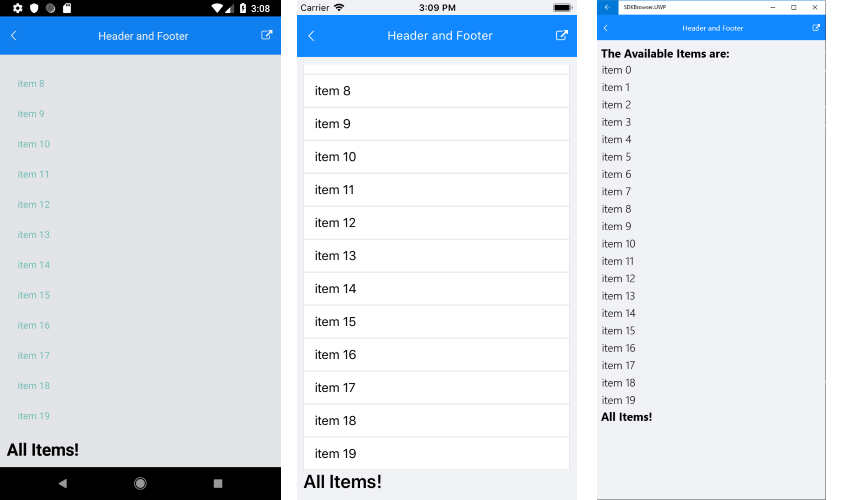 3:08
Header and Footer
item 8
item 9
item 10
item 11
item 12
item 13
item 14
item 15
item 16
item 17
item 18
item 19
All Items!
Carrier 3:09 PM
Header and Footer
item 8
item 9
item 10
item 11
item 12
item 13
item 14
item 15
item 16
item 17
item 18
item 19
All Items!
SDKBrowser.UWP
Header and Footer
The Available Items are:
item 0
item 1
item 2
item 3
item 4
item 5
item 6
item 7
item 8
item 9
item 10
item 11
item 12
item 13
item 14
item 15
item 16
item 17
item 18
item 19
All Items!